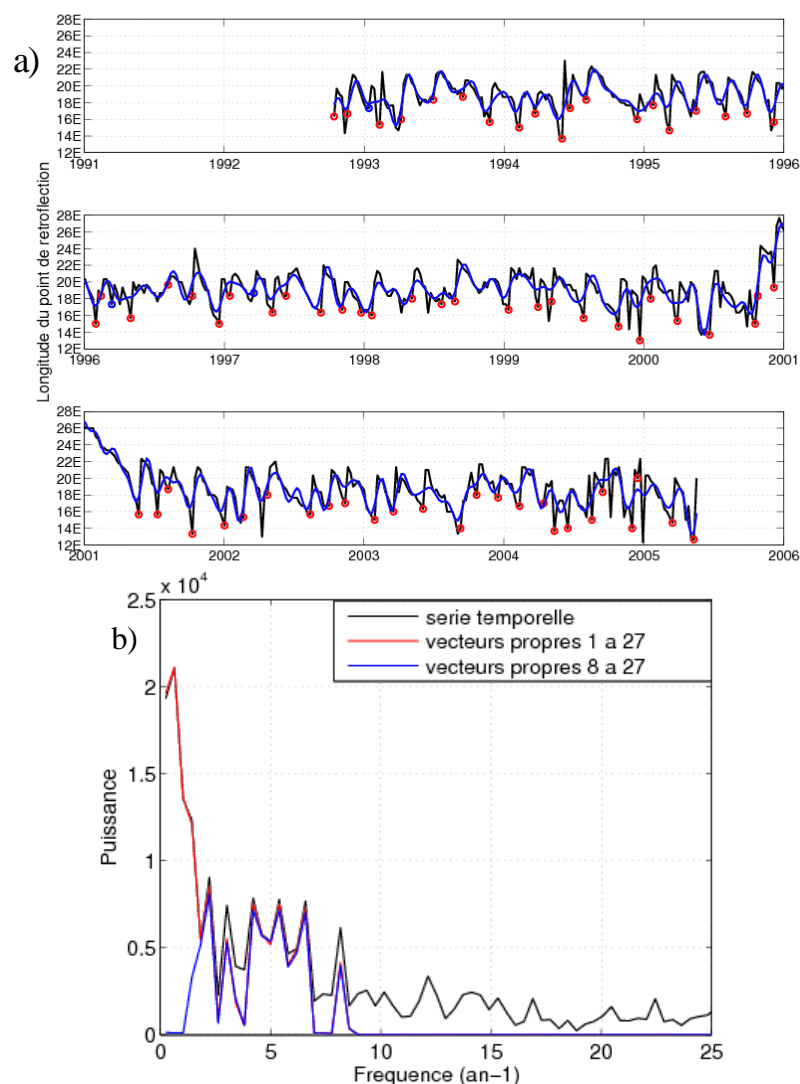 a)
Longitude du point de retroflection
28E
26E
24E
22E
20E
18E
16E
14E
12E
1991 1992 1993 1994 1995 1996
28E
26E
24E
22E
20E
18E
16E
14E
12E
1996 1997 1998 1999 2000 2001
28E
26E
24E
22E
20E
18E
16E
14E
12E
2001 2002 2003 2004 2005 2006
b)
x 10^4
Puissance
2.5
2
1.5
1
0.5
0
serie temporelle
vecteurs propres 1 a 27
vecteurs propres 8 a 27
0 5 10 15 20 25
Frequence (an−1)